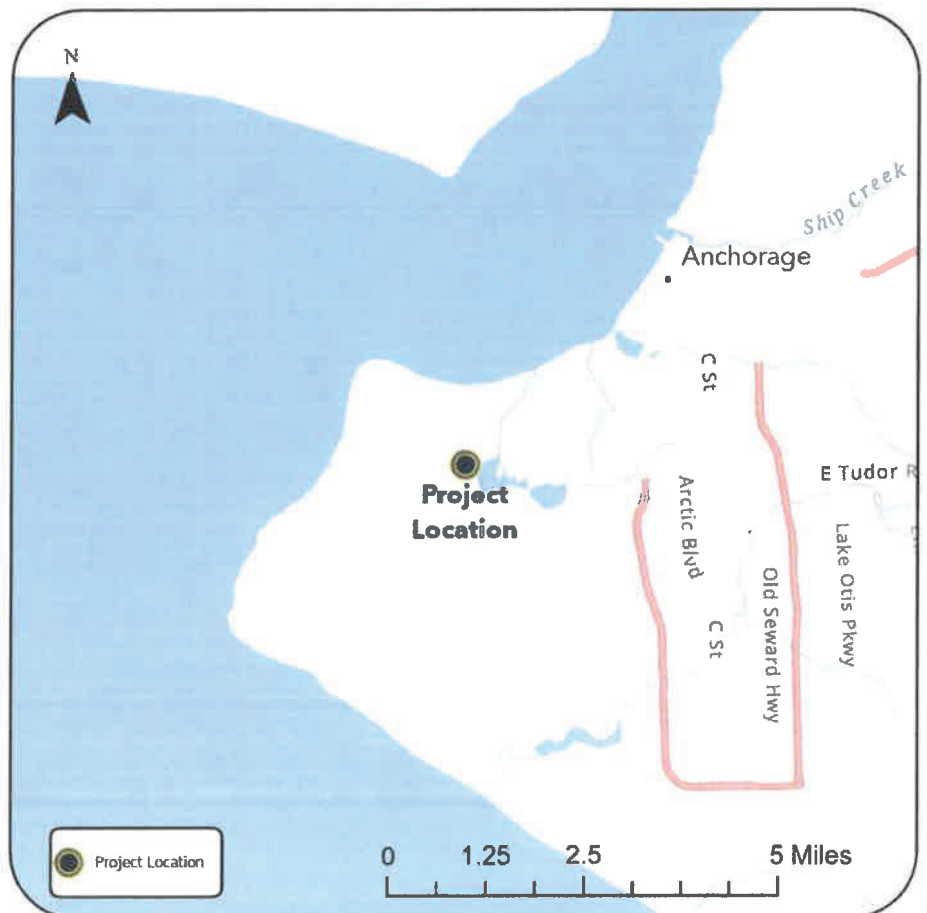 N
Ship Creek
Anchorage
C St
E Tudor R
Project
Location
Arctic Blvd
Lake Otis Pkwy
Old Seward Hwy
C St
Project Location
0 1.25 2.5 5 Miles